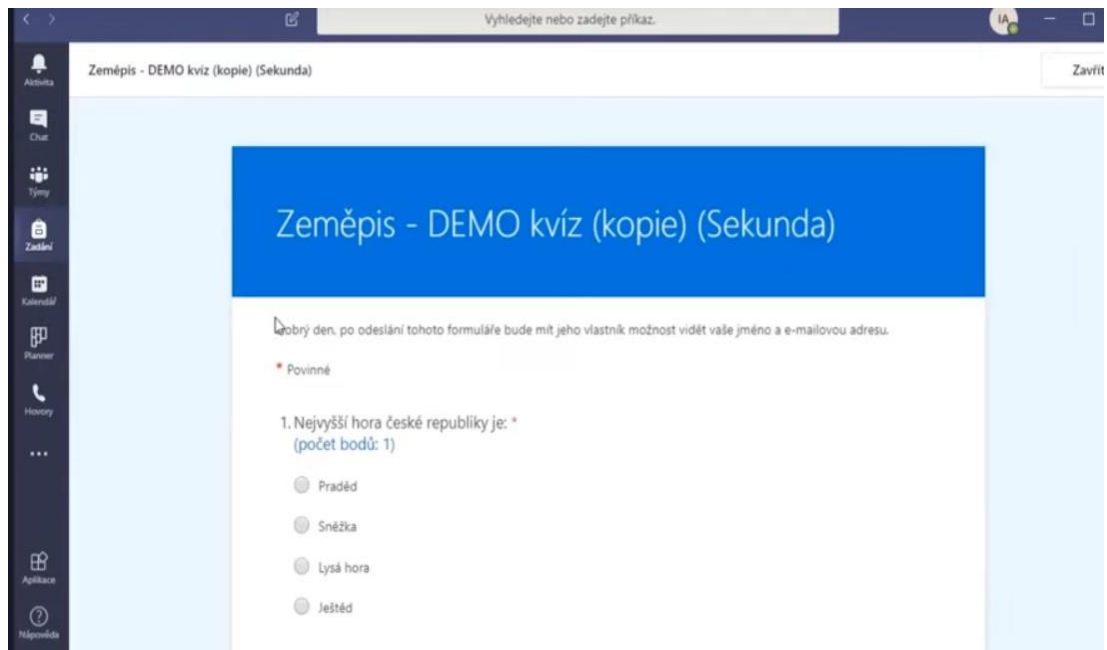 Vyhledejte nebo zadejte příkaz.
IA
Aktivita
Zeměpis - DEMO kvíz (kopie) (Sekunda)
Zavřít
Chat
Týmy
Zadání
Kalendář
Planner
Hovory
Aplikace
Nápověda
Zeměpis - DEMO kvíz (kopie) (Sekunda)
Dobrý den, po odeslání tohoto formuláře bude mít jeho vlastník možnost vidět vaše jméno a e-mailovou adresu.
* Povinné
1. Nejvyšší hora české republiky je: *
(počet bodů: 1)
Praděd
Sněžka
Lysá hora
Ještěd